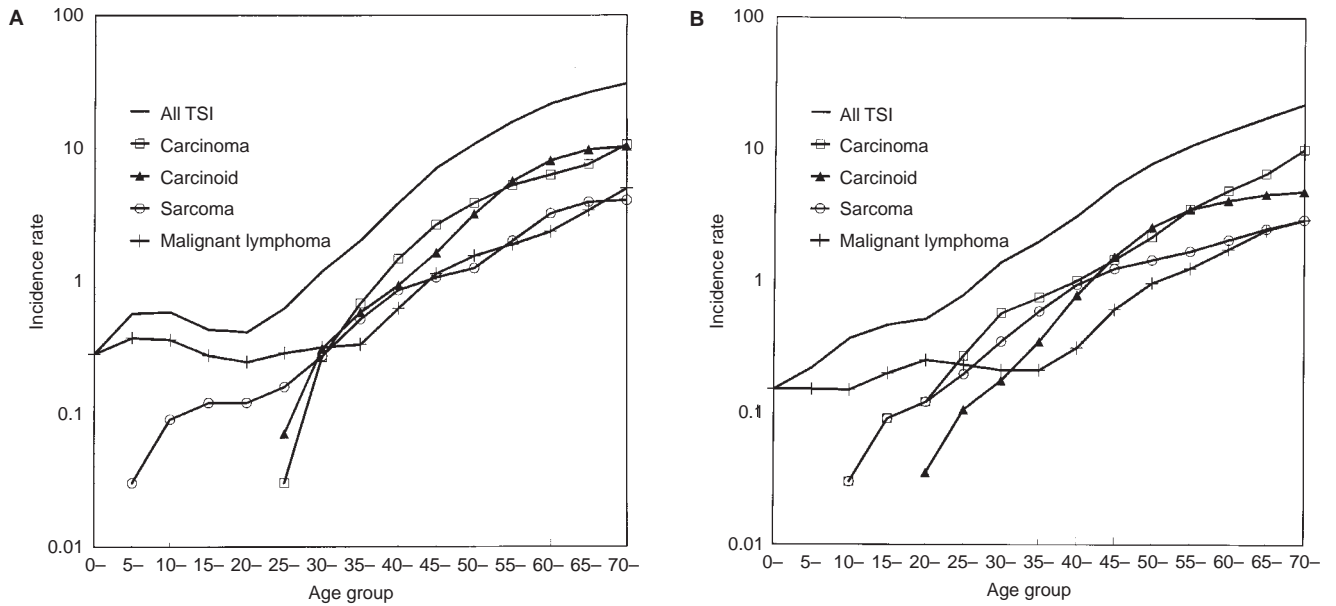 A
100
10
1
0.1
0.01
Incidence rate
All TSI
Carcinoma
Carcinoid
Sarcoma
Malignant lymphoma
0– 5– 10– 15– 20– 25– 30– 35– 40– 45– 50– 55– 60– 65– 70–
Age group
B
100
10
1
0.1
0.01
Incidence rate
All TSI
Carcinoma
Carcinoid
Sarcoma
Malignant lymphoma
0– 5– 10– 15– 20– 25– 30– 35– 40– 45– 50– 55– 60– 65– 70–
Age group